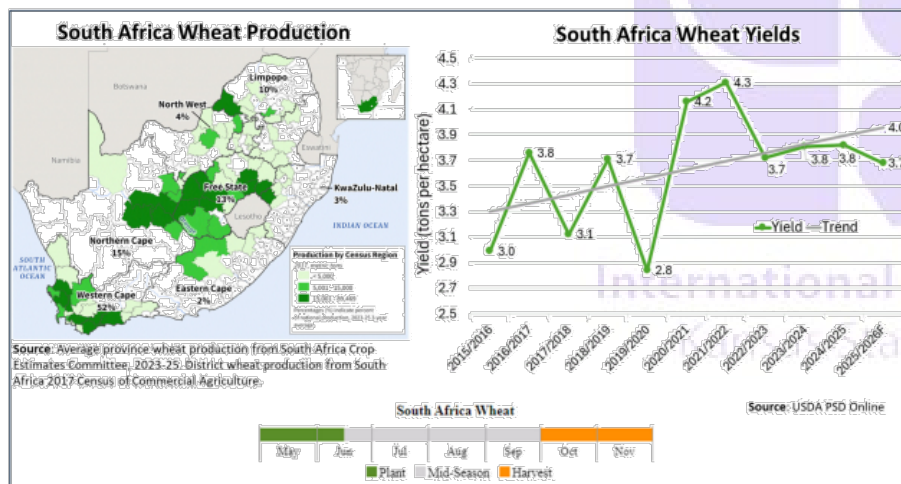 South Africa Wheat Production
Botswana
Limpopo
10%
North West
4%
Namibia
Eswatini
Free State
13%
KwaZulu-Natal
3%
Lesotho
INDIAN OCEAN
Northern Cape
15%
SOUTH
ATLANTIC
OCEAN
Eastern Cape
2%
Western Cape
52%
Production by Census Region
Source: Average province wheat production from South Africa Crop
Estimates Committee, 2023-25. District wheat production from South
Africa 2017 Census of Commercial Agriculture.
South Africa Wheat Yields
Yield (tons per hectare)
4.5
4.3
4.1
3.9
3.7
3.5
3.3
3.1
2.9
2.7
2.5
3.0
3.8
3.1
3.7
2.8
4.2
4.3
3.7
3.8
3.8
4.0
Yield
Trend
2015/2016
2016/2017
2017/2018
2018/2019
2019/2020
2020/2021
2021/2022
2022/2023
2023/2024
2024/2025
2025/2026F
International
Source: USDA PSD Online
South Africa Wheat
May Jun Jul Aug Sep Oct Nov
Plant Mid-Season Harvest